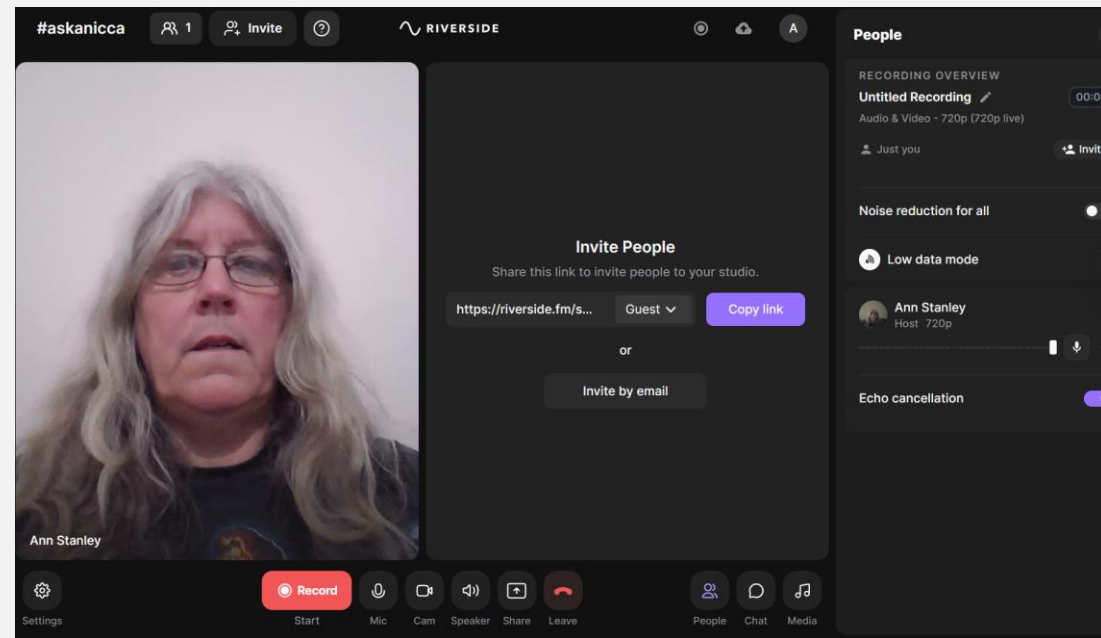 #askanicca
1
Invite
RIVERSIDE
A
Invite People
Share this link to invite people to your studio.
https://riverside.fm/s...
Guest
Copy link
or
Invite by email
Ann Stanley
Settings
Record
Start
Mic
Cam
Speaker
Share
Leave
People
Chat
Media
People
RECORDING OVERVIEW
Untitled Recording
00:0
Audio & Video - 720p (720p live)
Just you
Invit
Noise reduction for all
Low data mode
Ann Stanley
Host 720p
Echo cancellation